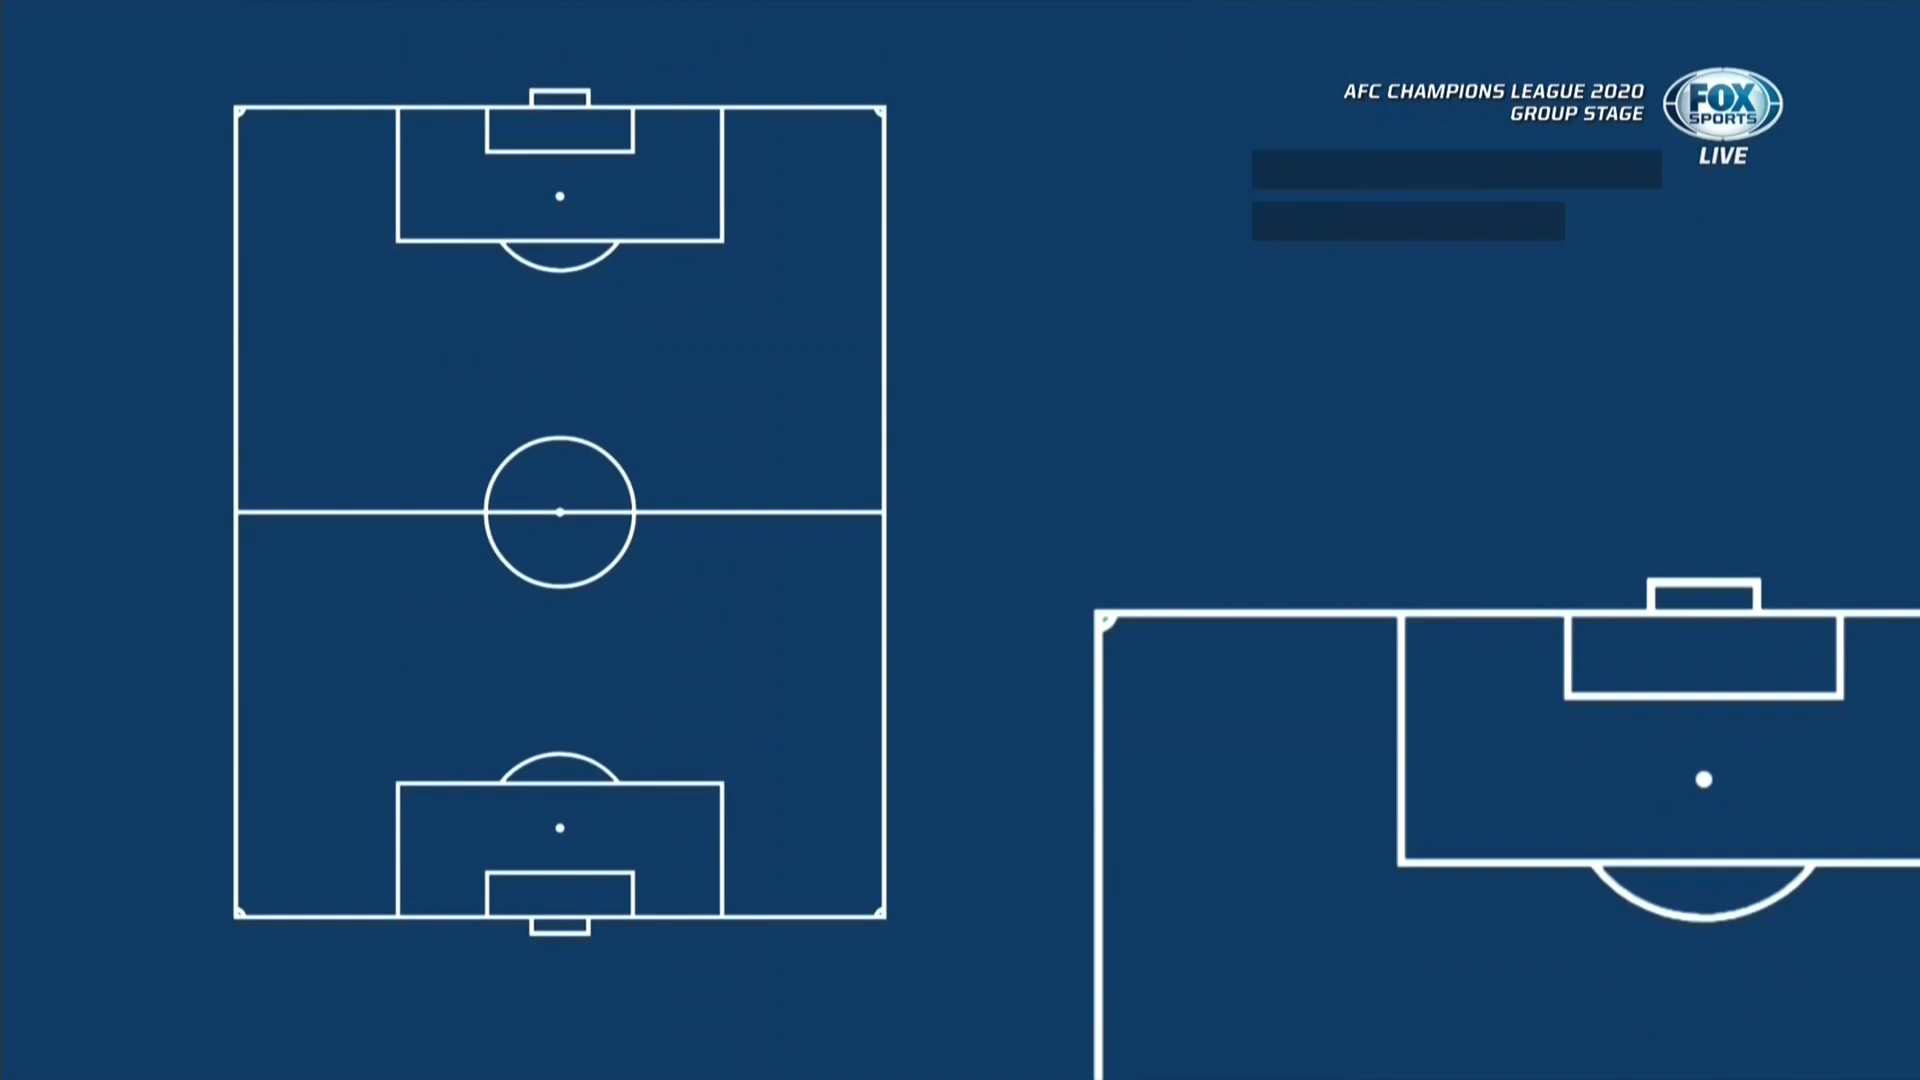 AFC CHAMPIONS LEAGUE 2020
GROUP STAGE
FOX
SPORTS
LIVE